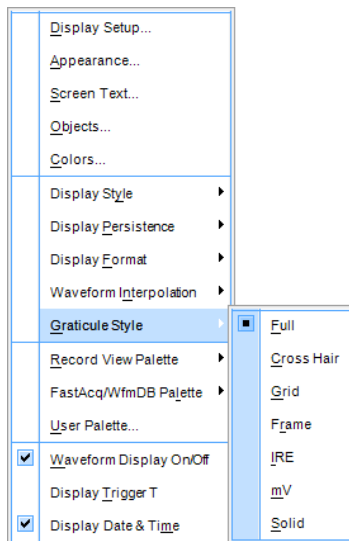 Display Setup...
Appearance...
Screen Text...
Objects...
Colors...
Display Style
Display Persistence
Display Format
Waveform Interpolation
Graticule Style
Full
Record View Palette
Cross Hair
FastAcq/WfmDB Palette
Grid
User Palette...
Frame
Waveform Display On/Off
IRE
Display Trigger T
mV
Display Date & Time
Solid